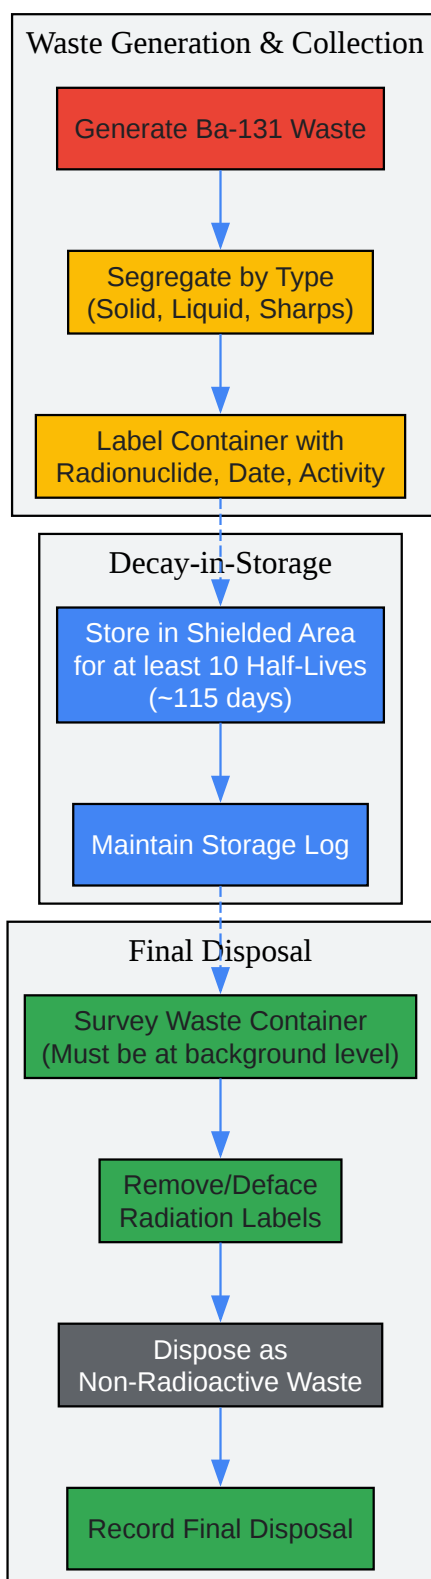 Waste Generation & Collection
Generate Ba-131 Waste
Segregate by Type
(Solid, Liquid, Sharps)
Label Container with
Radionuclide, Date, Activity
Decay-in-Storage
Store in Shielded Area
for at least 10 Half-Lives
(~115 days)
Maintain Storage Log
Final Disposal
Survey Waste Container
(Must be at background level)
Remove/Deface
Radiation Labels
Dispose as
Non-Radioactive Waste
Record Final Disposal